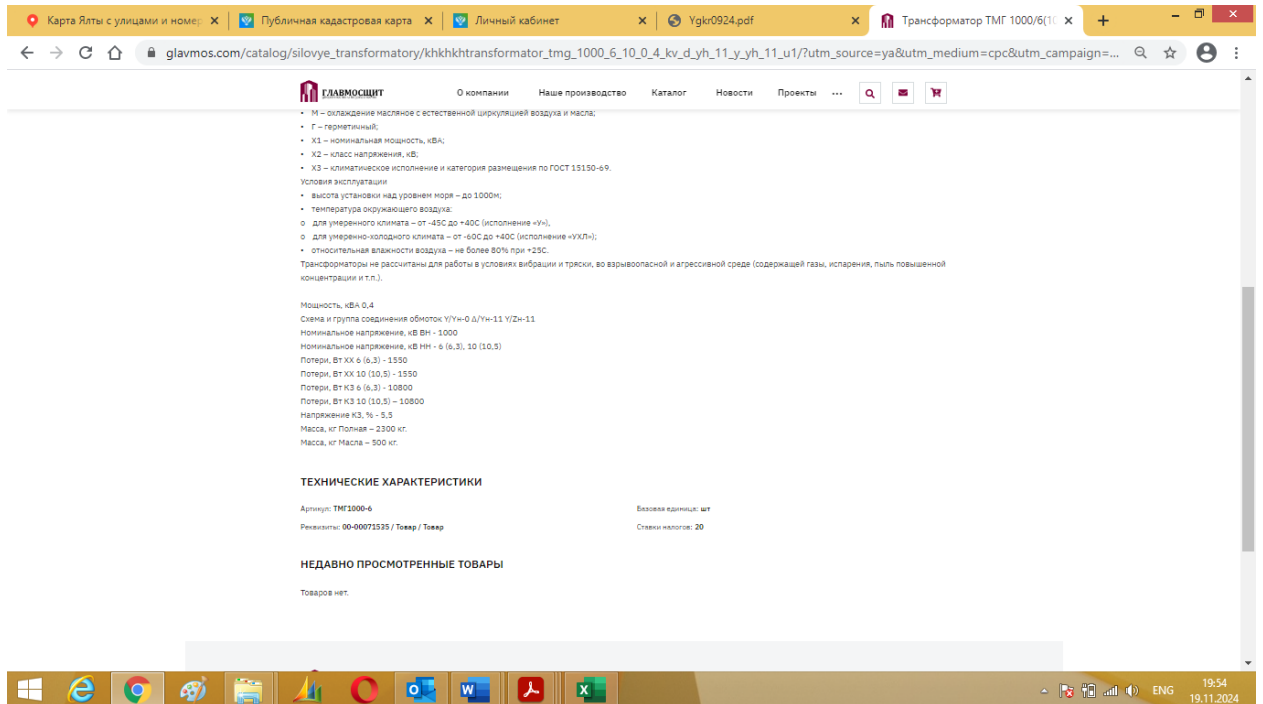 Карта Ялты с улицами и номер
Публичная кадастровая карта
Личный кабинет
Ygkr0924.pdf
Трансформатор ТМГ 1000/6(10
glavmos.com/catalog/silovye_transformatory/khkhkhtransformator_tmg_1000_6_10_0_4_kv_d_yh_11_y_yh_11_u1/?utm_source=ya&utm_medium=cpc&utm_campaign=...
ГЛАВМОСЩИТ
О компании Наше производство Каталог Новости Проекты ...
• М – охлаждение масляное с естественной циркуляцией воздуха и масла;
• Г – герметичный;
• X1 – номинальная мощность, кВА;
• X2 – класс напряжения, кВ;
• X3 – климатическое исполнение и категория размещения по ГОСТ 15150-69.
Условия эксплуатации
• высота установки над уровнем моря – до 1000м;
• температура окружающего воздуха:
o для умеренного климата – от -45С до +40С (исполнение «У»),
o для умеренно-холодного климата – от -60С до +40С (исполнение «УХЛ»);
• относительная влажности воздуха – не более 80% при +25С.
Трансформаторы не рассчитаны для работы в условиях вибрации и тряски, во взрывоопасной и агрессивной среде (содержащей газы, испарения, пыль повышенной
концентрации и т.п.).
Мощность, кВА 0,4
Схема и группа соединения обмоток У/Ун-0 Δ/Ун-11 У/Zн-11
Номинальное напряжение, кВ ВН - 1000
Номинальное напряжение, кВ НН - 6 (6,3), 10 (10,5)
Потери, Вт ХХ 6 (6,3) - 1550
Потери, Вт ХХ 10 (10,5) - 1550
Потери, Вт КЗ 6 (6,3) - 10800
Потери, Вт КЗ 10 (10,5) – 10800
Напряжение КЗ, % - 5,5
Масса, кг Полная – 2300 кг.
Масса, кг Масла – 500 кг.
ТЕХНИЧЕСКИЕ ХАРАКТЕРИСТИКИ
Артикул: ТМГ1000-6
Базовая единица: шт
Реквизиты: 00-00071535 / Товар / Товар
Ставки налогов: 20
НЕДАВНО ПРОСМОТРЕННЫЕ ТОВАРЫ
Товаров нет.
ENG
19:54
19.11.2024